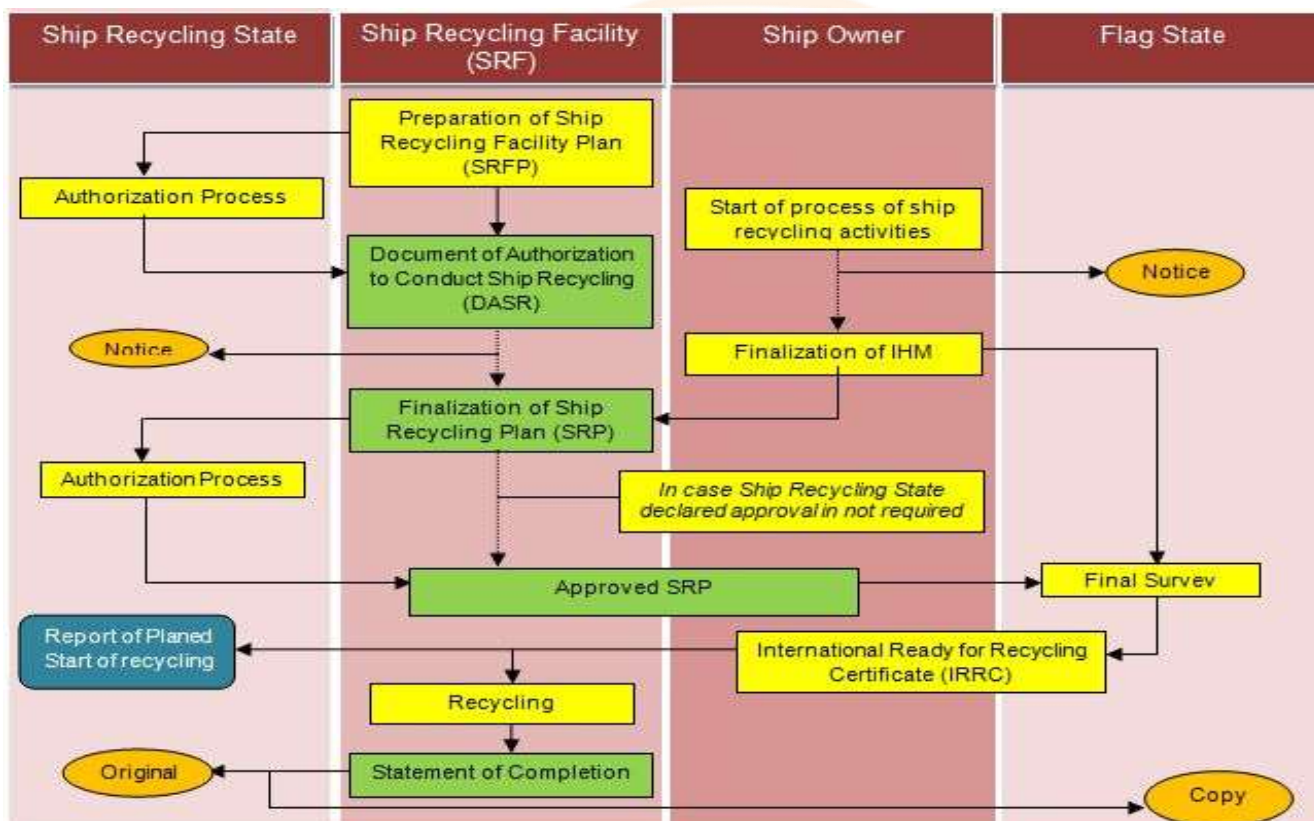 Ship Recycling State
Ship Recycling Facility
(SRF)
Ship Owner
Flag State
Preparation of Ship
Recycling Facility Plan
(SRFP)
Authorization Process
Start of process of ship
recycling activities
Document of Authorization
to Conduct Ship Recycling
(DASR)
Notice
Notice
Finalization of IHM
Finalization of Ship
Recycling Plan (SRP)
Authorization Process
In case Ship Recycling State
declared approval in not required
Approved SRP
Final Survey
Report of Planed
Start of recycling
International Ready for Recycling
Certificate (IRRC)
Recycling
Original
Statement of Completion
Copy